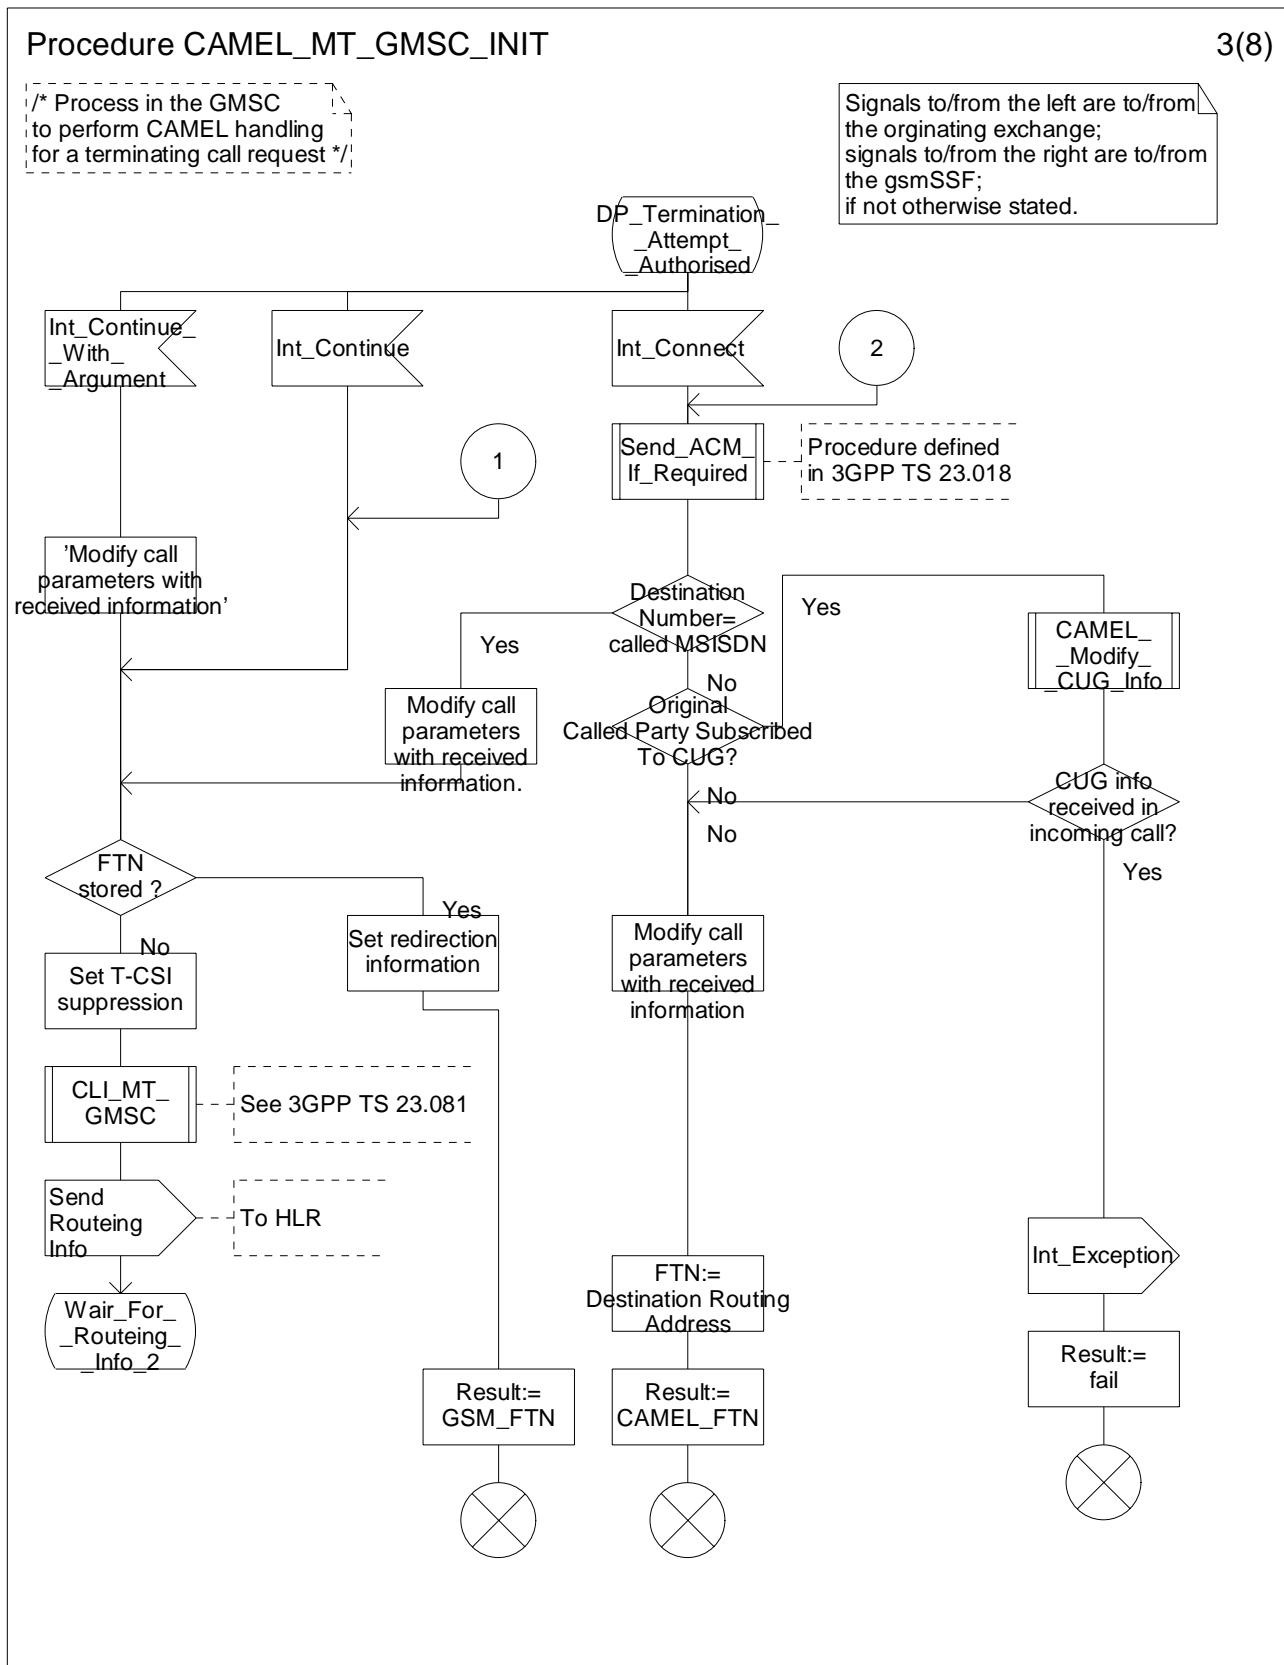 Procedure CAMEL_MT_GMSC_INIT
3(8)
/* Process in the GMSC
to perform CAMEL handling
for a terminating call request */
Signals to/from the left are to/from
the orginating exchange;
signals to/from the right are to/from
the gsmSSF;
if not otherwise stated.
DP_Termination_
_Attempt_
_Authorised
Int_Continue_
_With_
_Argument
Int_Continue
Int_Connect
2
1
Send_ACM_
If_Required
Procedure defined
in 3GPP TS 23.018
'Modify call
parameters with
received information'
Destination
Number=
called MSISDN
Yes
Yes
No
CAMEL_
_Modify_
_CUG_Info
Modify call
parameters
with received
information.
Original
Called Party Subscribed
To CUG?
No
No
CUG info
received in
incoming call?
Yes
FTN
stored ?
Yes
No
Set T-CSI
suppression
Set redirection
information
Modify call
parameters
with received
information
CLI_MT_
GMSC
See 3GPP TS 23.081
Send
Routeing
Info
To HLR
Int_Exception
FTN:=
Destination Routing
Address
Wair_For_
_Routeing_
_Info_2
Result:=
fail
Result:=
GSM_FTN
Result:=
CAMEL_FTN